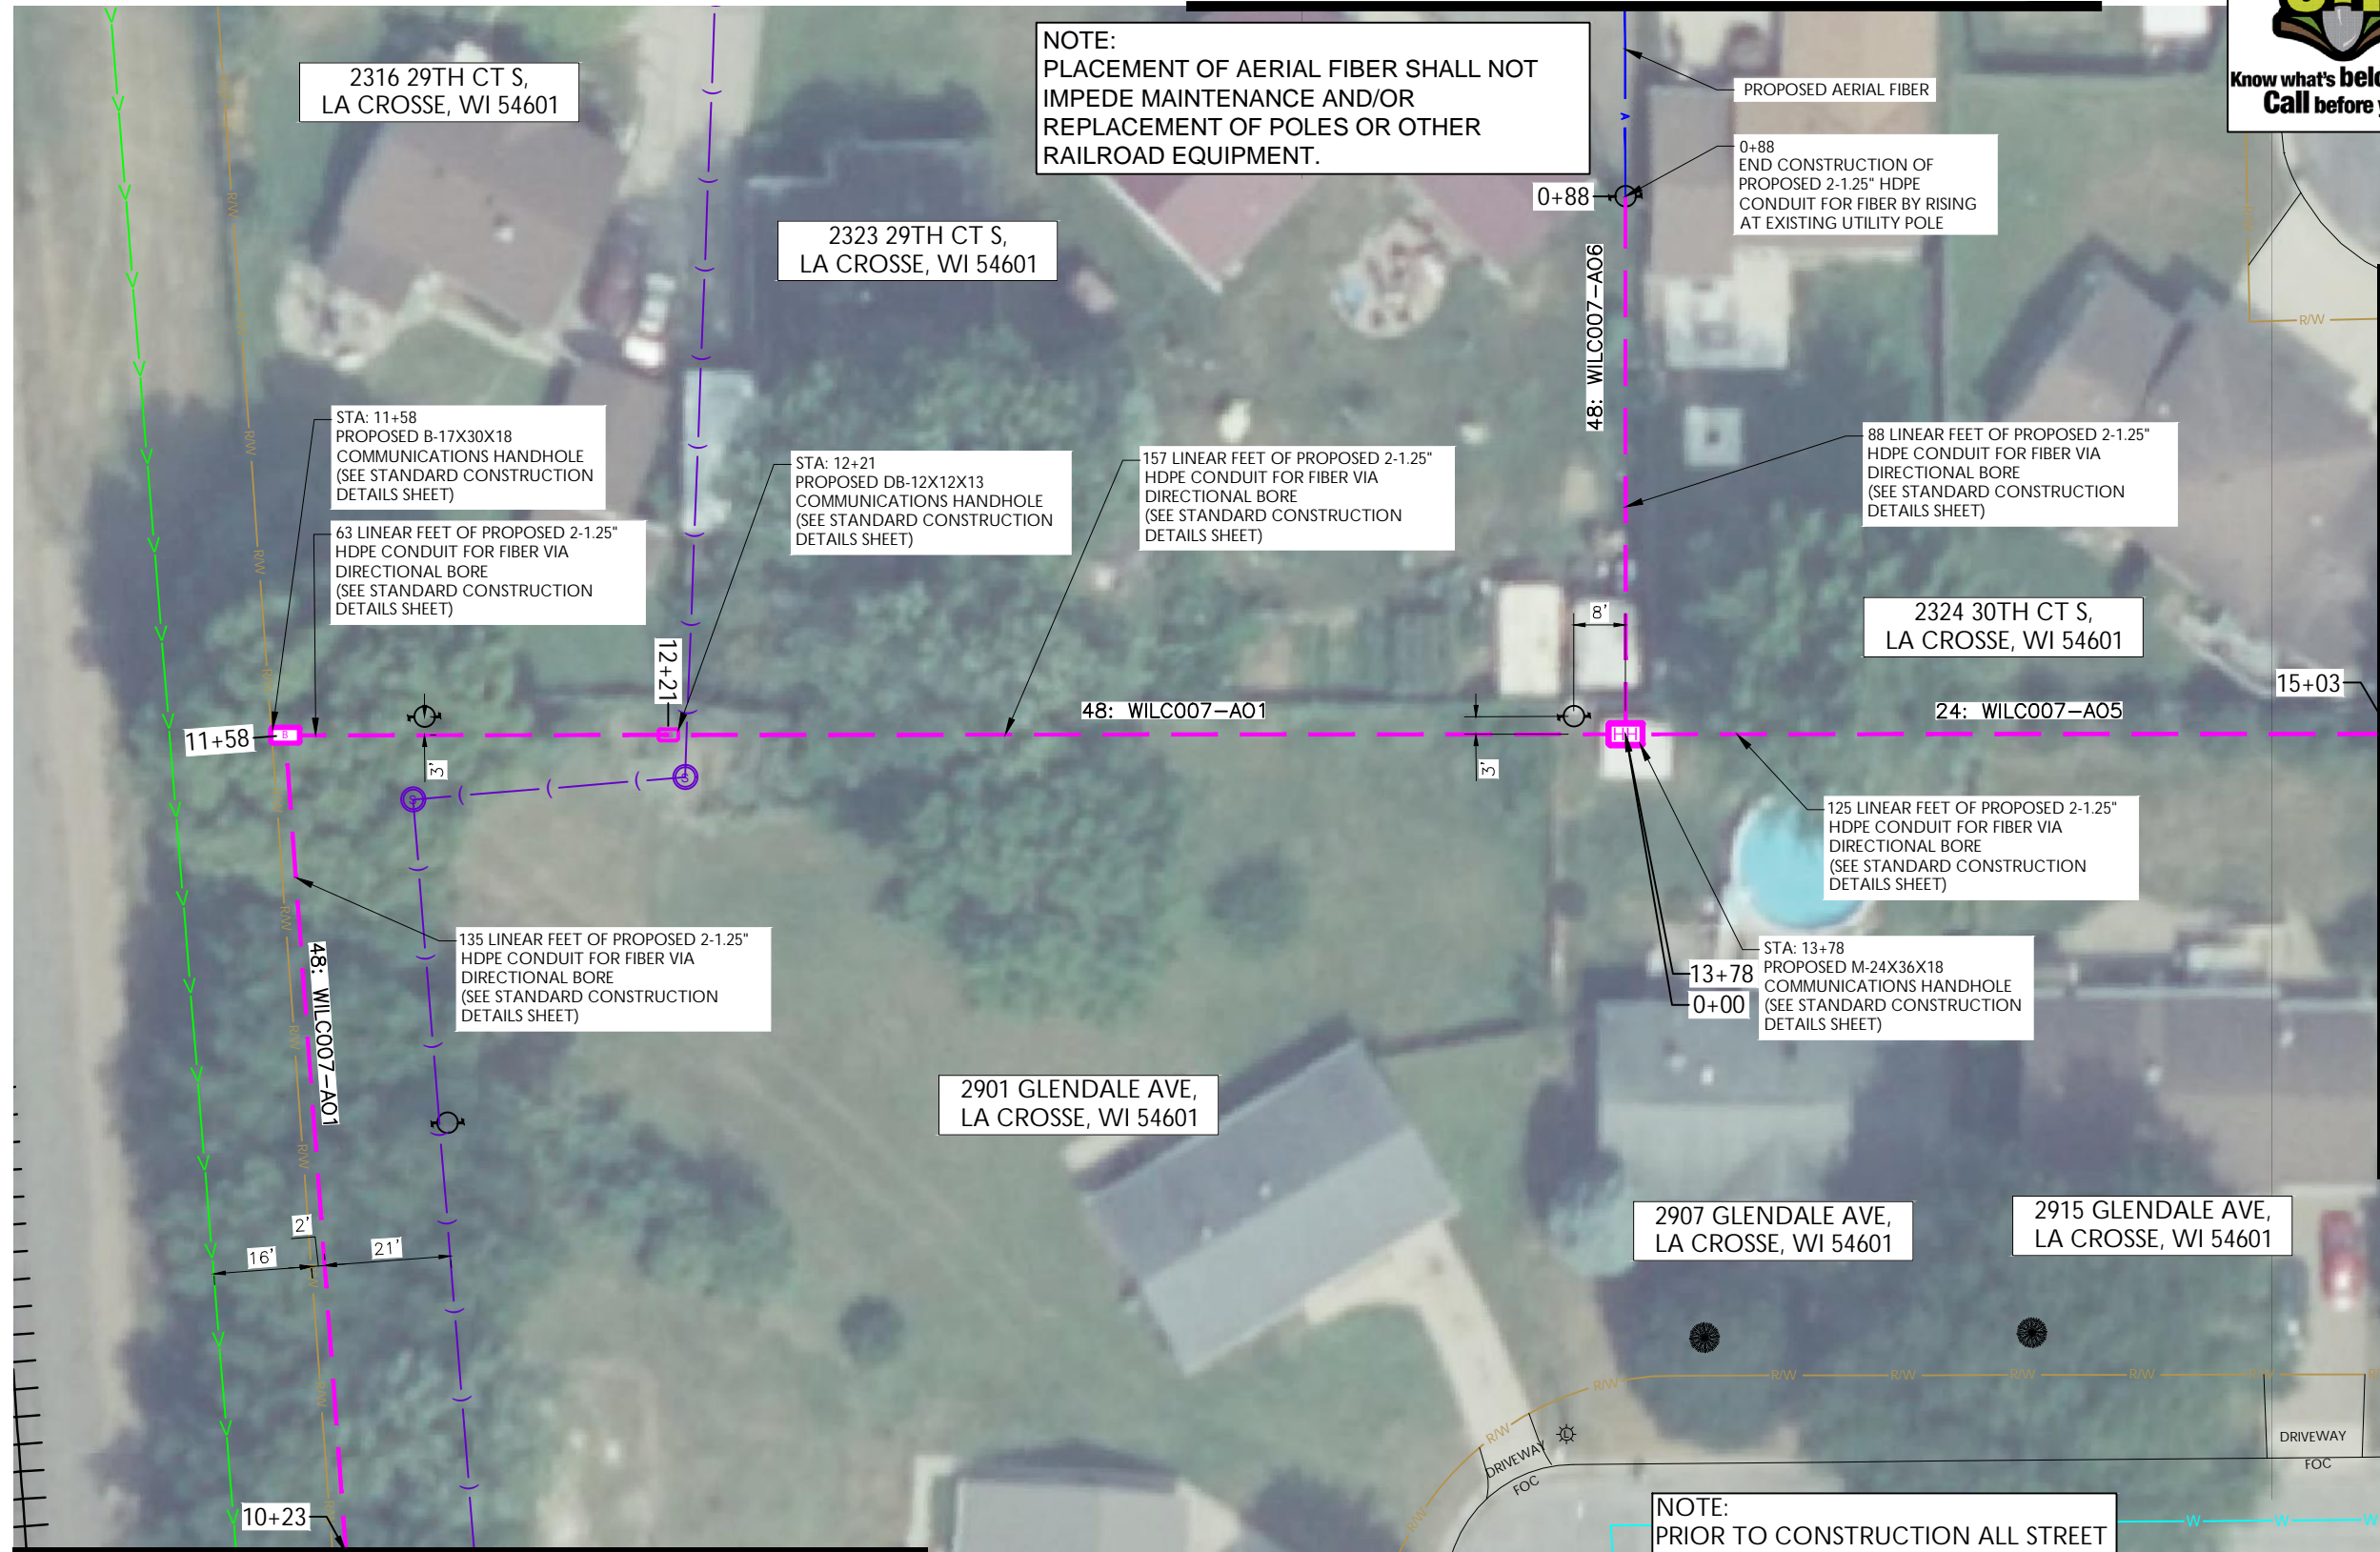 2316 29TH CT S,
LA CROSSE, WI 54601
NOTE:
PLACEMENT OF AERIAL FIBER SHALL NOT
IMPEDE MAINTENANCE AND/OR
REPLACEMENT OF POLES OR OTHER
RAILROAD EQUIPMENT.
PROPOSED AERIAL FIBER
Know what's
Call before
0+88
END CONSTRUCTION OF
PROPOSED 2-1.25" HDPE
CONDUIT FOR FIBER BY RISING
AT EXISTING UTILITY POLE
0+88
2323 29TH CT S,
LA CROSSE, WI 54601
48: WILC007-A06
STA: 11+58
PROPOSED B-17X30X18
COMMUNICATIONS HANDHOLE
(SEE STANDARD CONSTRUCTION
DETAILS SHEET)
63 LINEAR FEET OF PROPOSED 2-1.25"
HDPE CONDUIT FOR FIBER VIA
DIRECTIONAL BORE
(SEE STANDARD CONSTRUCTION
DETAILS SHEET)
STA: 12+21
PROPOSED DB-12X12X13
COMMUNICATIONS HANDHOLE
(SEE STANDARD CONSTRUCTION
DETAILS SHEET)
157 LINEAR FEET OF PROPOSED 2-1.25"
HDPE CONDUIT FOR FIBER VIA
DIRECTIONAL BORE
(SEE STANDARD CONSTRUCTION
DETAILS SHEET)
88 LINEAR FEET OF PROPOSED 2-1.25"
HDPE CONDUIT FOR FIBER VIA
DIRECTIONAL BORE
(SEE STANDARD CONSTRUCTION
DETAILS SHEET)
8'
2324 30TH CT S,
LA CROSSE, WI 54601
12+21
15+03
48: WILC007-A01
24: WILC007-A05
11+58
B
HH
3'
3'
S
S
125 LINEAR FEET OF PROPOSED 2-1.25"
HDPE CONDUIT FOR FIBER VIA
DIRECTIONAL BORE
(SEE STANDARD CONSTRUCTION
DETAILS SHEET)
135 LINEAR FEET OF PROPOSED 2-1.25"
HDPE CONDUIT FOR FIBER VIA
DIRECTIONAL BORE
(SEE STANDARD CONSTRUCTION
DETAILS SHEET)
48: WILC007-A01
STA: 13+78
PROPOSED M-24X36X18
COMMUNICATIONS HANDHOLE
(SEE STANDARD CONSTRUCTION
DETAILS SHEET)
13+78
0+00
2901 GLENDALE AVE,
LA CROSSE, WI 54601
2907 GLENDALE AVE,
LA CROSSE, WI 54601
2915 GLENDALE AVE,
LA CROSSE, WI 54601
2'
16'
21'
R/W
R/W
R/W
R/W
R/W
R/W
R/W
DRIVEWAY
FOC
L
DRIVEWAY
FOC
10+23
NOTE:
PRIOR TO CONSTRUCTION ALL STREET
W
W
W